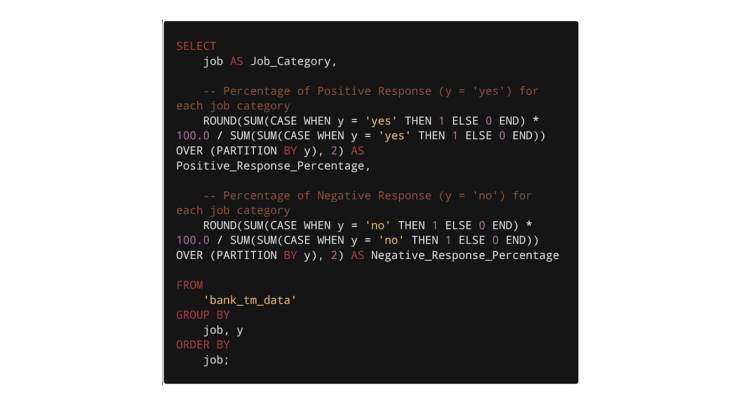 SELECT
job AS Job_Category,
-- Percentage of Positive Response (y = 'yes') for
each job category
ROUND(SUM(CASE WHEN y = 'yes' THEN 1 ELSE 0 END) *
100.0 / SUM(SUM(CASE WHEN y = 'yes' THEN 1 ELSE 0 END))
OVER (PARTITION BY y), 2) AS
Positive_Response_Percentage,
-- Percentage of Negative Response (y = 'no') for
each job category
ROUND(SUM(CASE WHEN y = 'no' THEN 1 ELSE 0 END) *
100.0 / SUM(SUM(CASE WHEN y = 'no' THEN 1 ELSE 0 END))
OVER (PARTITION BY y), 2) AS Negative_Response_Percentage
FROM
'bank_tm_data'
GROUP BY
job, y
ORDER BY
job;